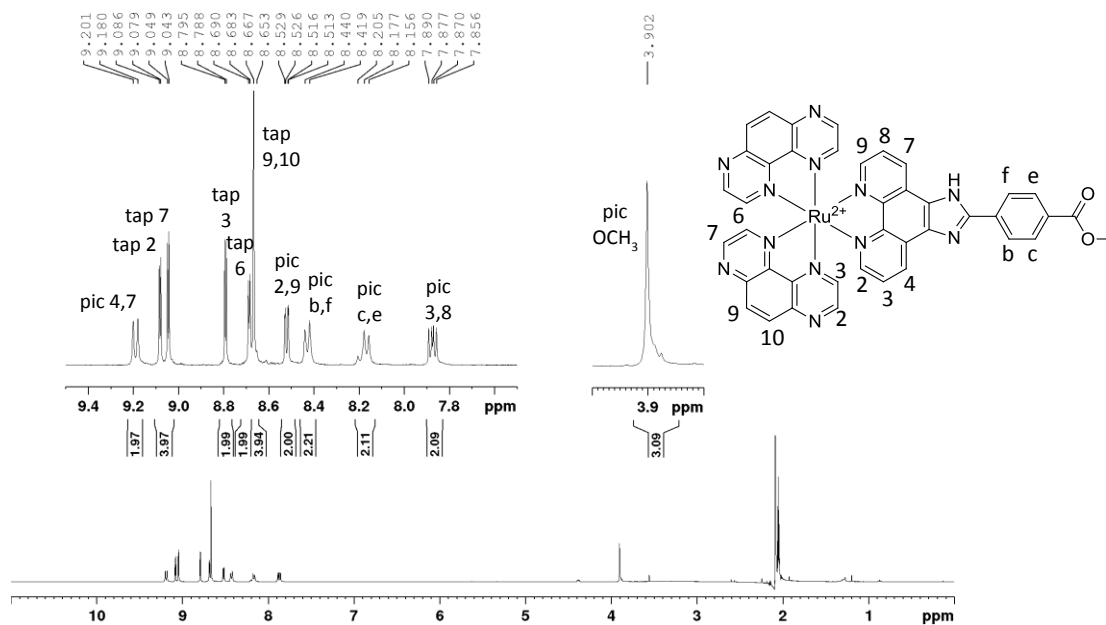 9.201
9.180
9.086
9.079
9.049
9.043
8.795
8.788
8.690
8.683
8.667
8.653
8.529
8.526
8.516
8.513
8.440
8.419
8.205
8.177
8.156
7.890
7.877
7.870
7.856
3.902
tap
9,10
tap
3
tap
6
tap 7
tap 2
pic 4,7
pic
2,9
pic
b,f
pic
c,e
pic
3,8
pic
OCH3
N
N
N
N
6
7
N
N
9
10
N
3
N
2
Ru2+
9
8
7
N
N
2
3
4
NH
N
f
e
b
c
O
O
9.4 9.2 9.0 8.8 8.6 8.4 8.2 8.0 7.8 ppm
3.9 ppm
1.97
3.97
1.99
1.99
3.94
2.00
2.21
2.11
2.09
3.09
10 9 8 7 6 5 4 3 2 1 ppm